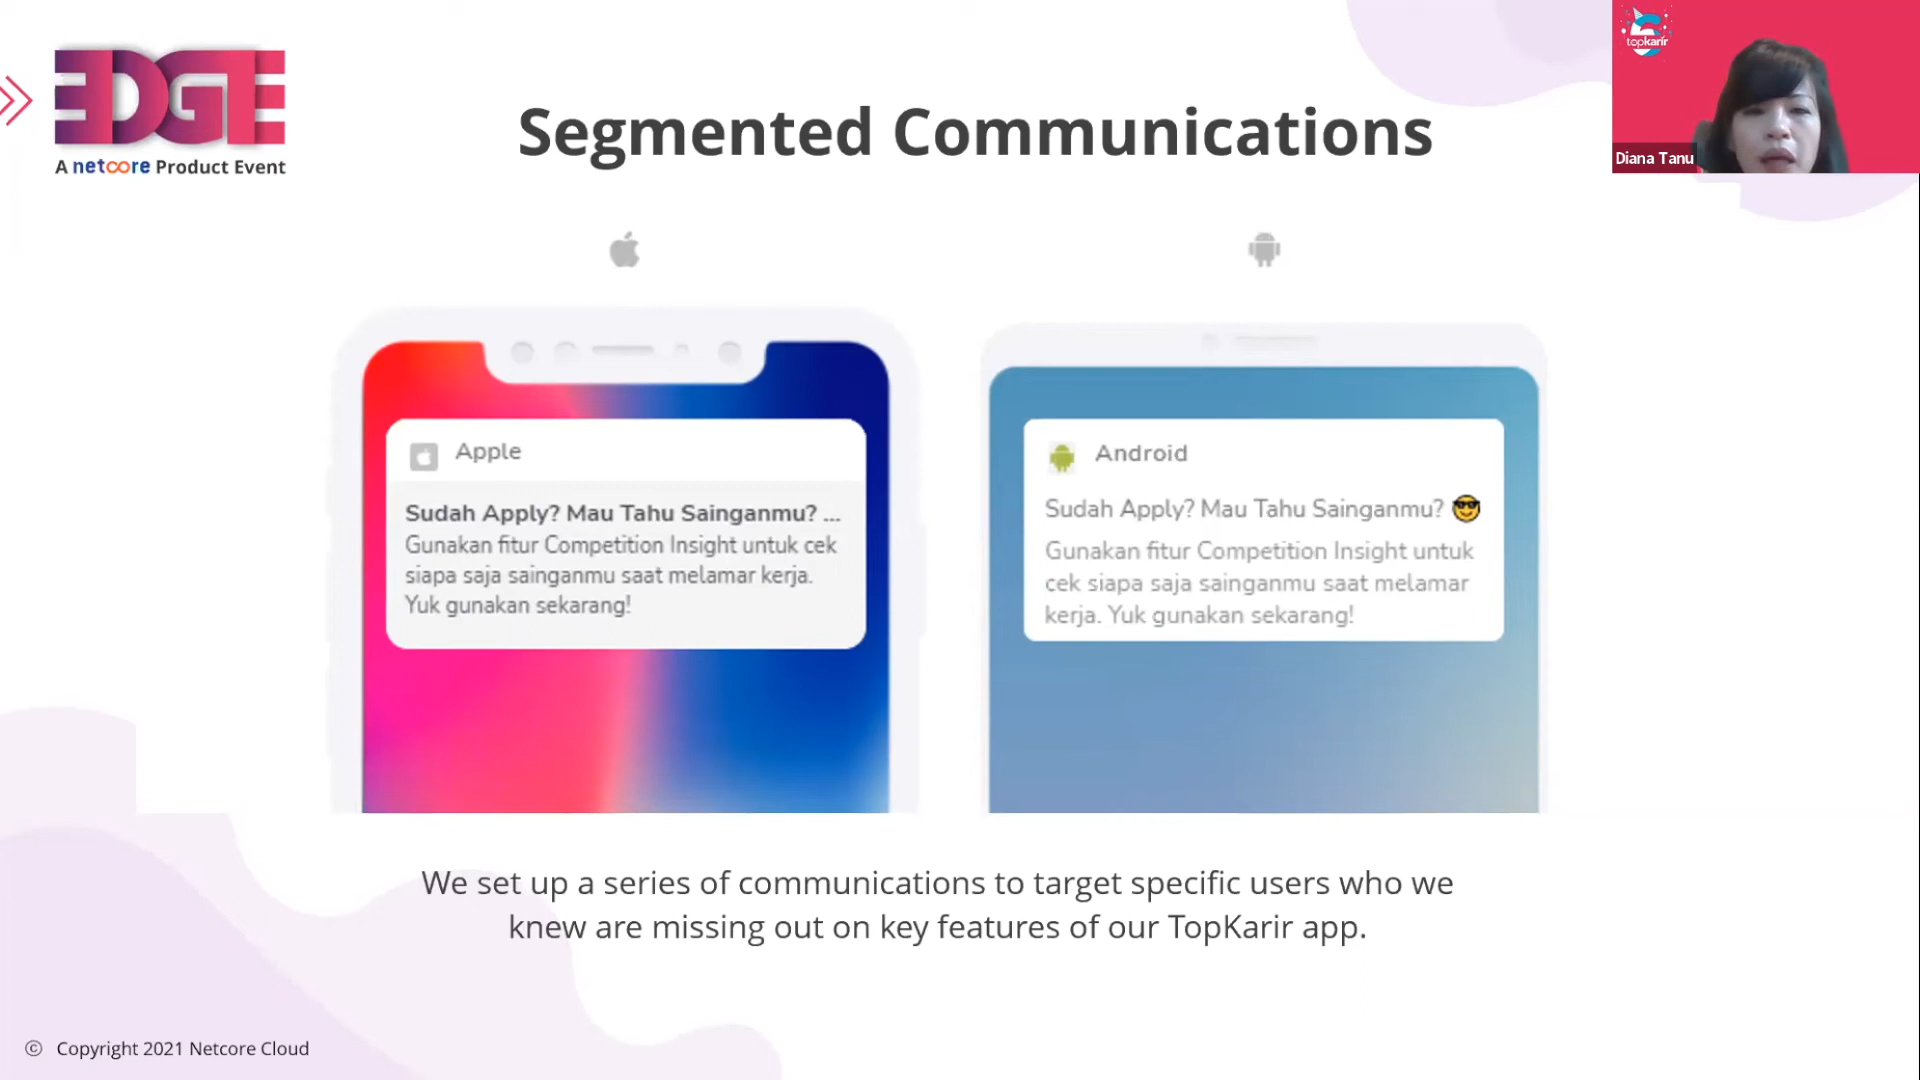 EDGE
A netcore Product Event
Segmented Communications
topkarir
Diana Tanu
Apple
Sudah Apply? Mau Tahu Sainganmu? ...
Gunakan fitur Competition Insight untuk cek
siapa saja sainganmu saat melamar kerja.
Yuk gunakan sekarang!
Android
Sudah Apply? Mau Tahu Sainganmu? 😎
Gunakan fitur Competition Insight untuk
cek siapa saja sainganmu saat melamar
kerja. Yuk gunakan sekarang!
We set up a series of communications to target specific users who we
knew are missing out on key features of our TopKarir app.
© Copyright 2021 Netcore Cloud